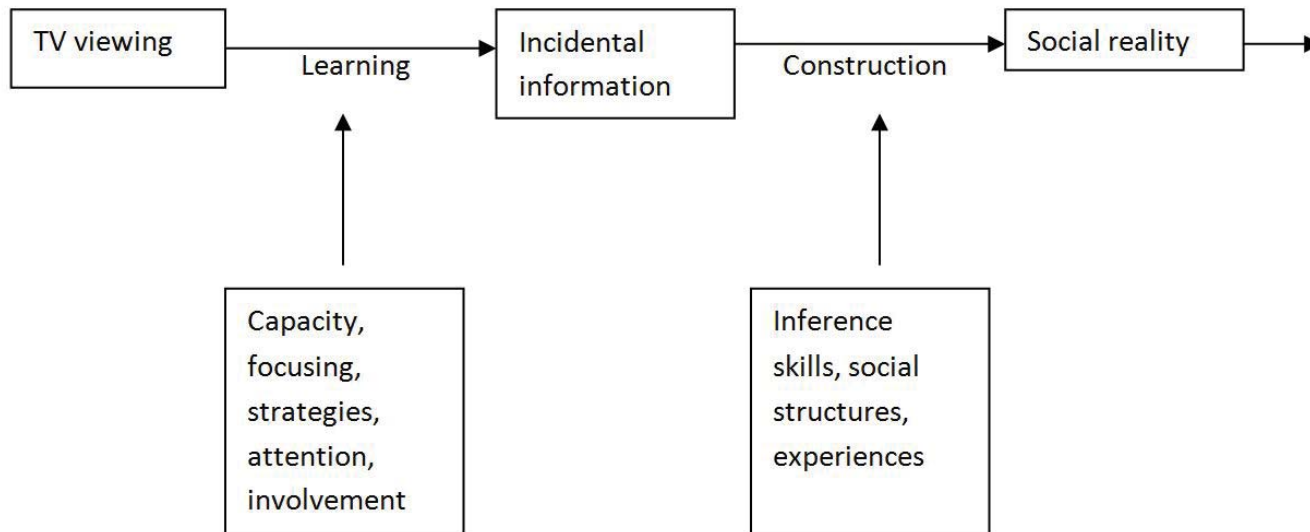 TV viewing
Learning
Incidental
information
Construction
Social reality
Capacity,
focusing,
strategies,
attention,
involvement
Inference
skills, social
structures,
experiences